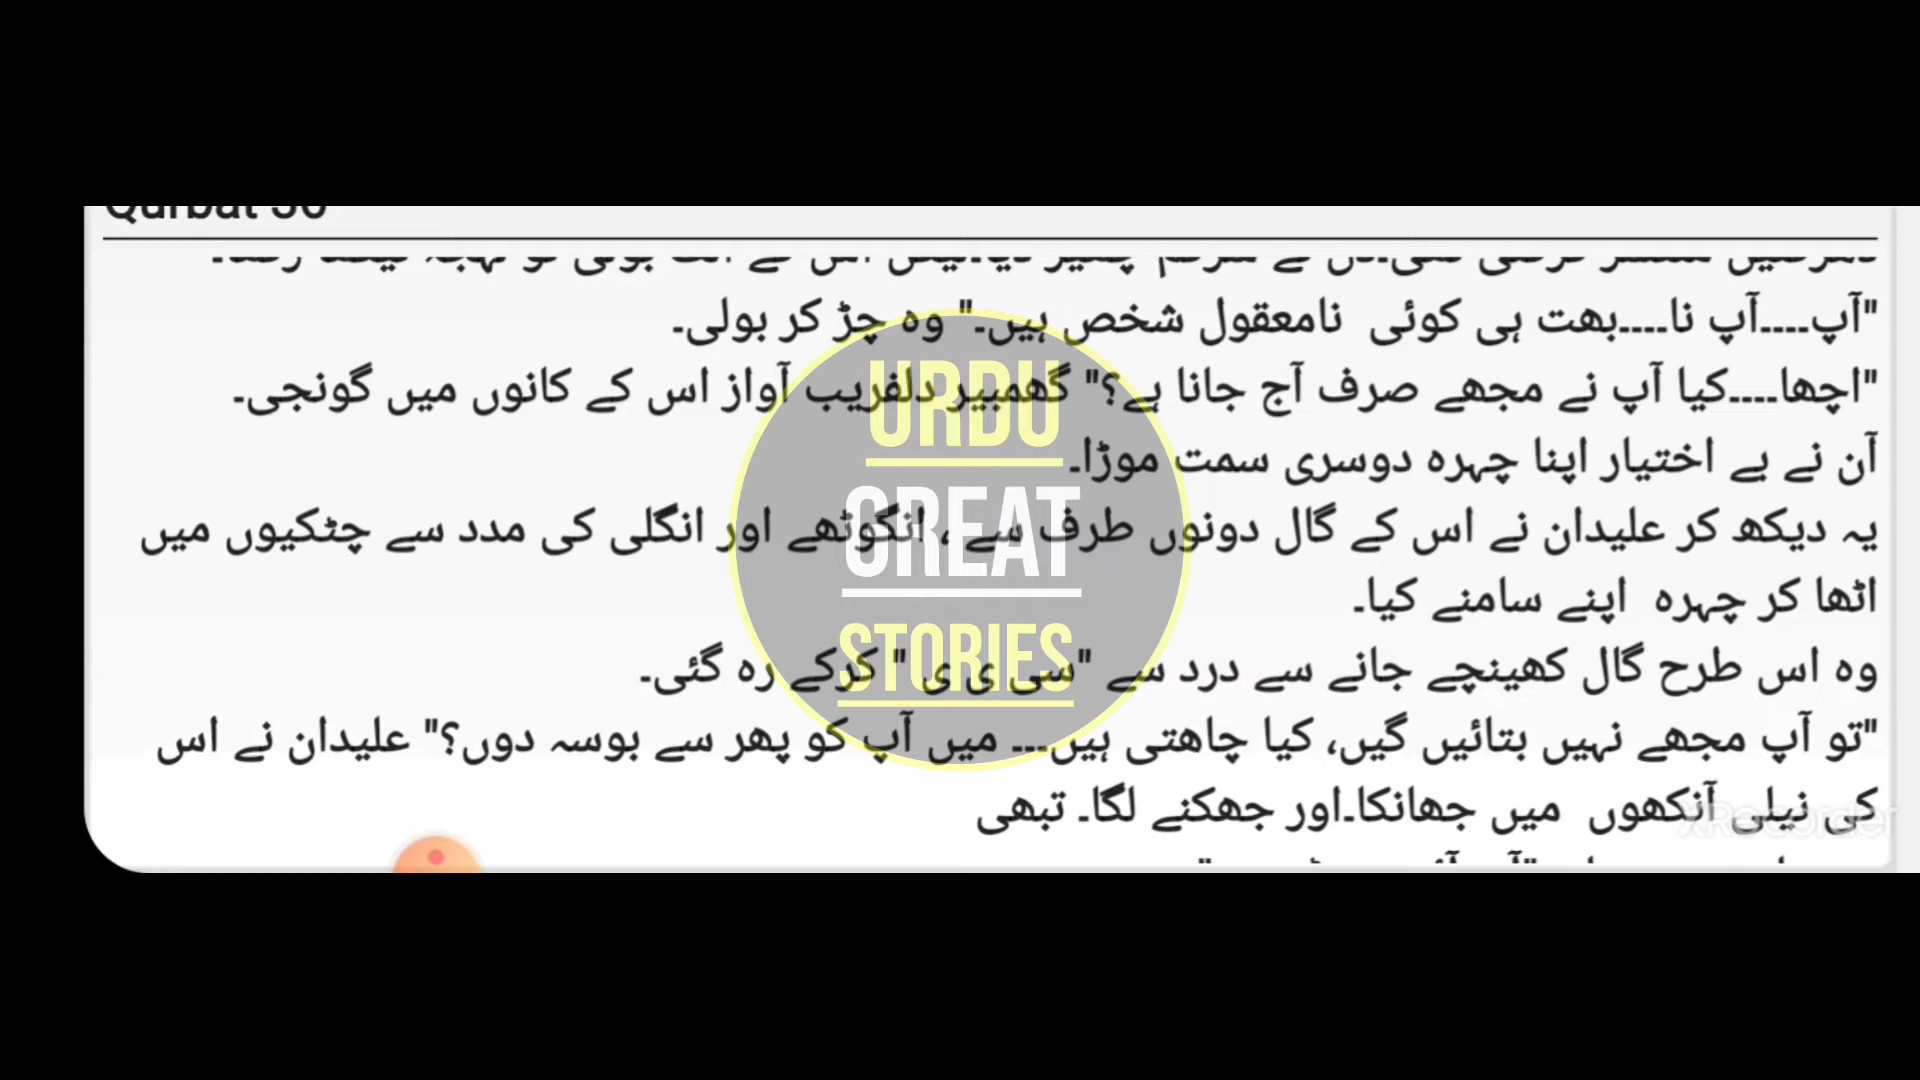 Qurbat 30
"آپ----آپ نا----بھت ہی کوئی نامعقول شخص ہیں۔" وہ چڑ کر بولی۔
"اچھا----کیا آپ نے مجھے صرف آج جانا ہے؟" گھمبیر دلفریب آواز اس کے کانوں میں گونجی۔
آن نے بے اختیار اپنا چہرہ دوسری سمت موڑا۔
یہ دیکھ کر علیدان نے اس کے گال دونوں طرف سے، انگوٹھے اور انگلی کی مدد سے چٹکیوں میں
اٹھا کر چہرہ اپنے سامنے کیا۔
وہ اس طرح گال کھینچے جانے سے درد سے "سی ی ی" کرکے رہ گئی۔
"تو آپ مجھے نہیں بتائیں گیں، کیا چاھتی ہیں--- میں آپ کو پھر سے بوسہ دوں؟" علیدان نے اس
کی نیلی آنکھوں میں جھانکا۔اور جھکنے لگا۔ تبھی
URDU
GREAT
STORIES
XRecorder